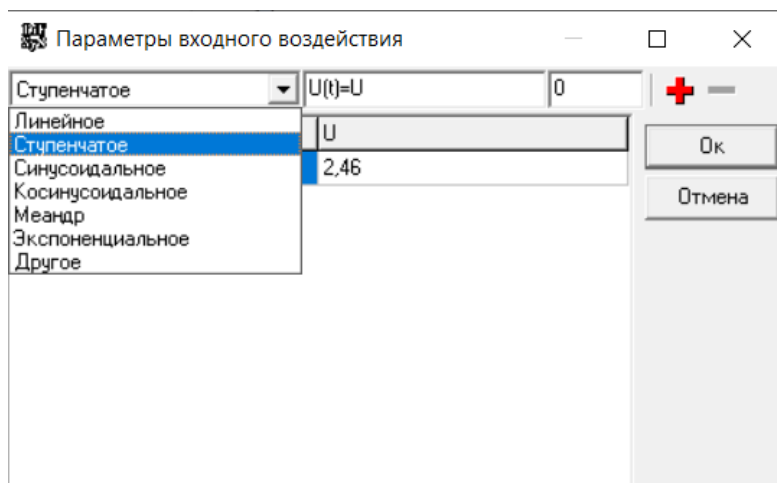 Параметры входного воздействия
Ступенчатое U(t)=U 0
Линейное
Ступенчатое
Синусоидальное
Косинусоидальное
Меандр
Экспоненциальное
Другое
U
2,46
Ок
Отмена